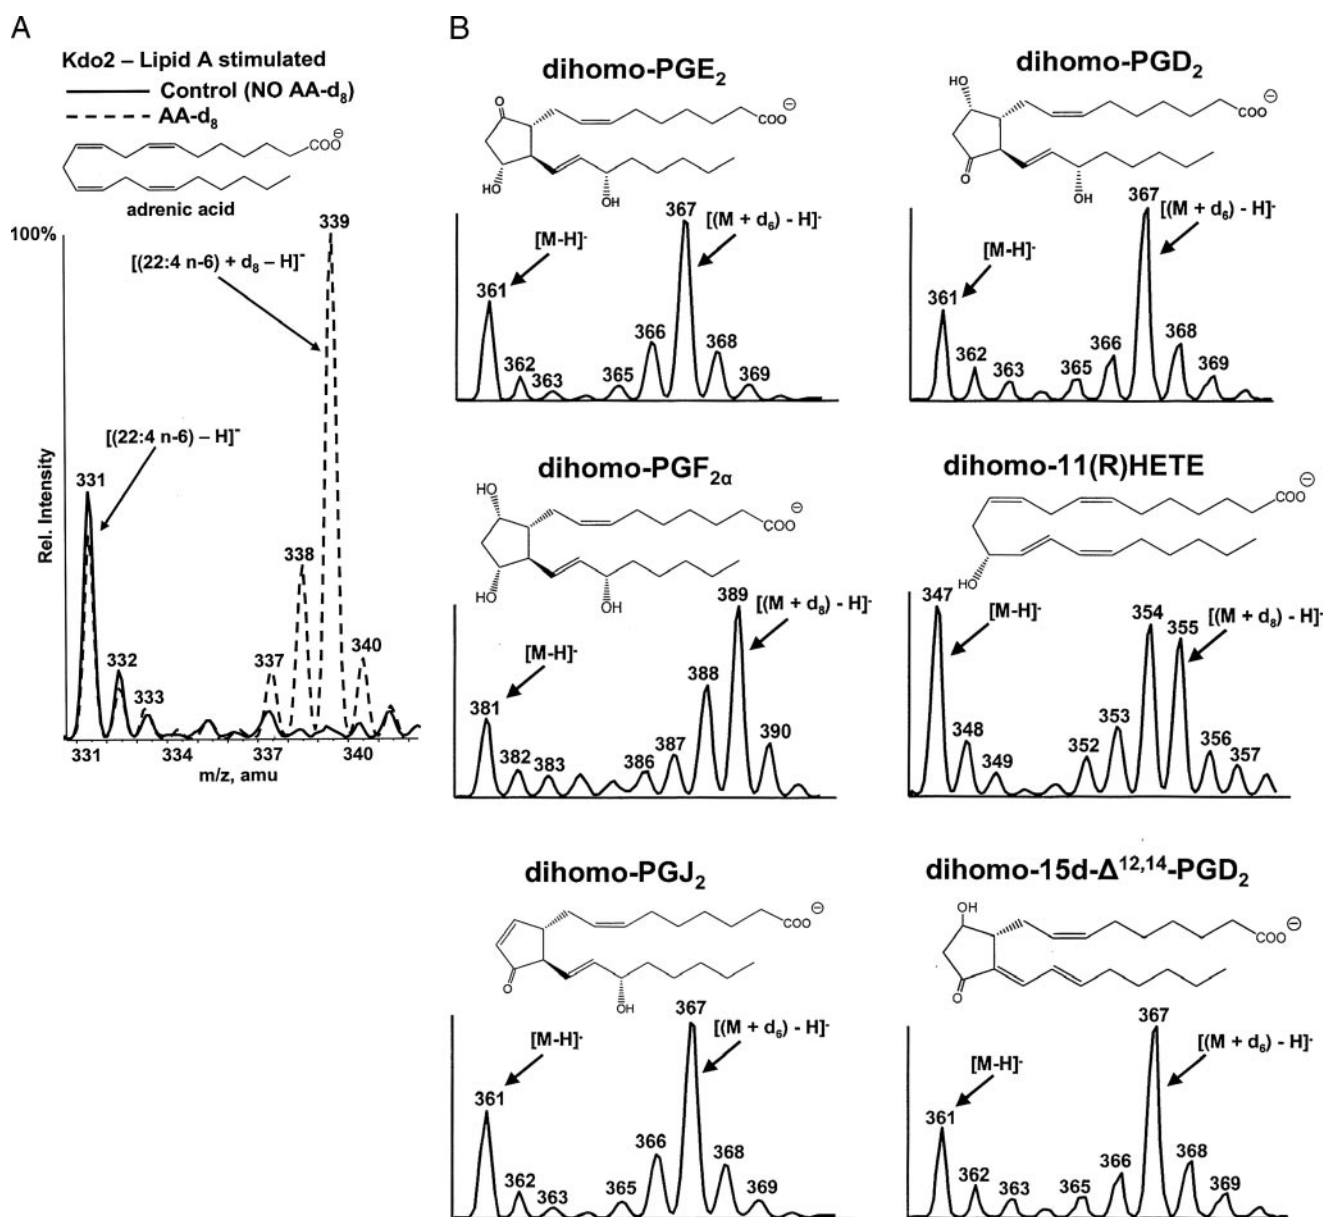 A
Kdo2 – Lipid A stimulated
Control (NO AA-d₈)
AA-d₈
COO ⊖
adrenic acid
100%
339
[(22:4 n-6) + d₈ – H]⁻
[(22:4 n-6) – H]⁻
331
338
332
337
340
333
Rel. Intensity
331 334 337 340
m/z, amu
B
dihomo-PGE₂
O
COO ⊖
HO
OH
367
[(M + d₆) - H]⁻
[M-H]⁻
361
366
368
362
363
365
369
dihomo-PGD₂
HO
COO ⊖
O
OH
367
[(M + d₆) - H]⁻
[M-H]⁻
361
366
368
362
363
365
369
dihomo-PGF₂α
HO
COO ⊖
HO
OH
389
[(M + d₈) - H]⁻
[M-H]⁻
381
388
387
390
382
383
386
dihomo-11(R)HETE
COO ⊖
HO
347
[M-H]⁻
354
355
[(M + d₈) - H]⁻
348
349
352
353
356
357
dihomo-PGJ₂
COO ⊖
O
OH
367
[(M + d₆) - H]⁻
[M-H]⁻
361
366
368
362
363
365
369
dihomo-15d-Δ¹²,¹⁴-PGD₂
OH
COO ⊖
O
367
[(M + d₆) - H]⁻
[M-H]⁻
361
366
368
362
363
365
369